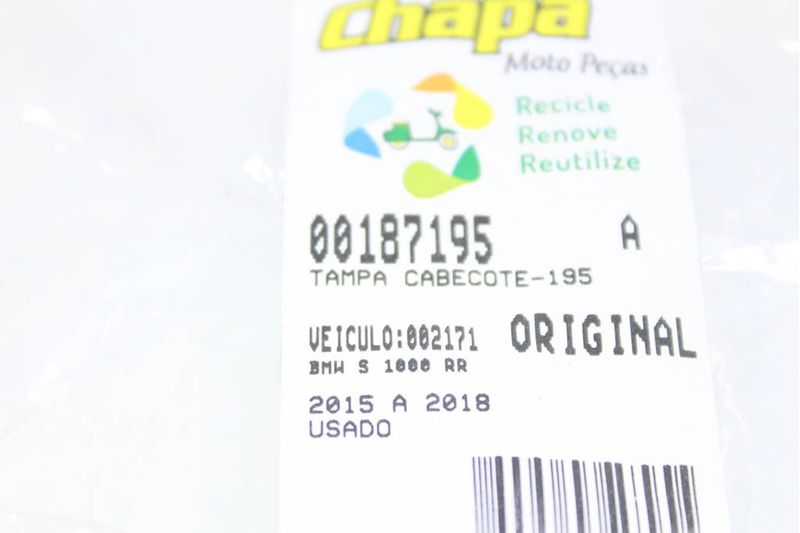 Chapa
Moto Peças
Recicle
Renove
Reutilize
00187195 A
TAMPA CABECOTE-195
VEICULO:002171 ORIGINAL
BMW S 1000 RR
2015 A 2018
USADO